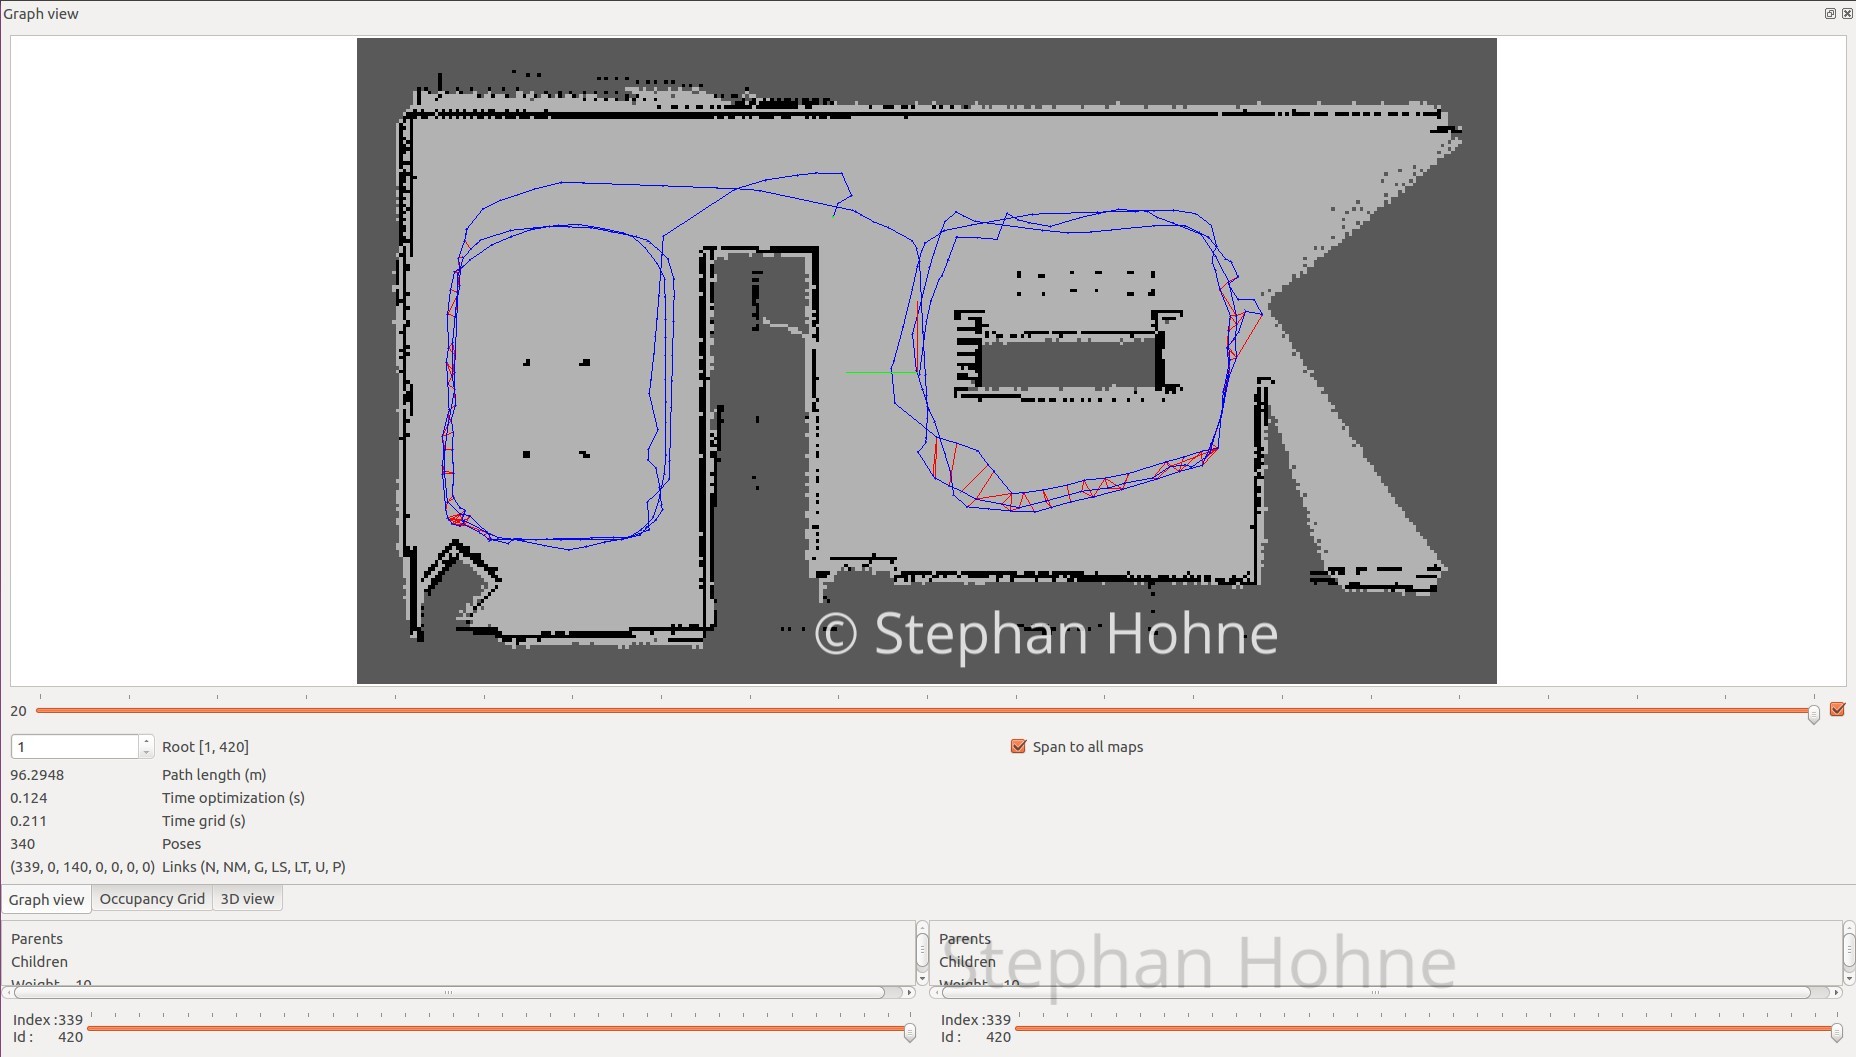 Graph view
© Stephan Hohne
20
1 Root [1, 420] Span to all maps
96.2948 Path length (m)
0.124 Time optimization (s)
0.211 Time grid (s)
340 Poses
(339, 0, 140, 0, 0, 0, 0) Links (N, NM, G, LS, LT, U, P)
Graph view Occupancy Grid 3D view
Parents
Children
Weight 10
Parents
Children
Weight 10
Stephan Hohne
Index :339
Id : 420
Index :339
Id : 420